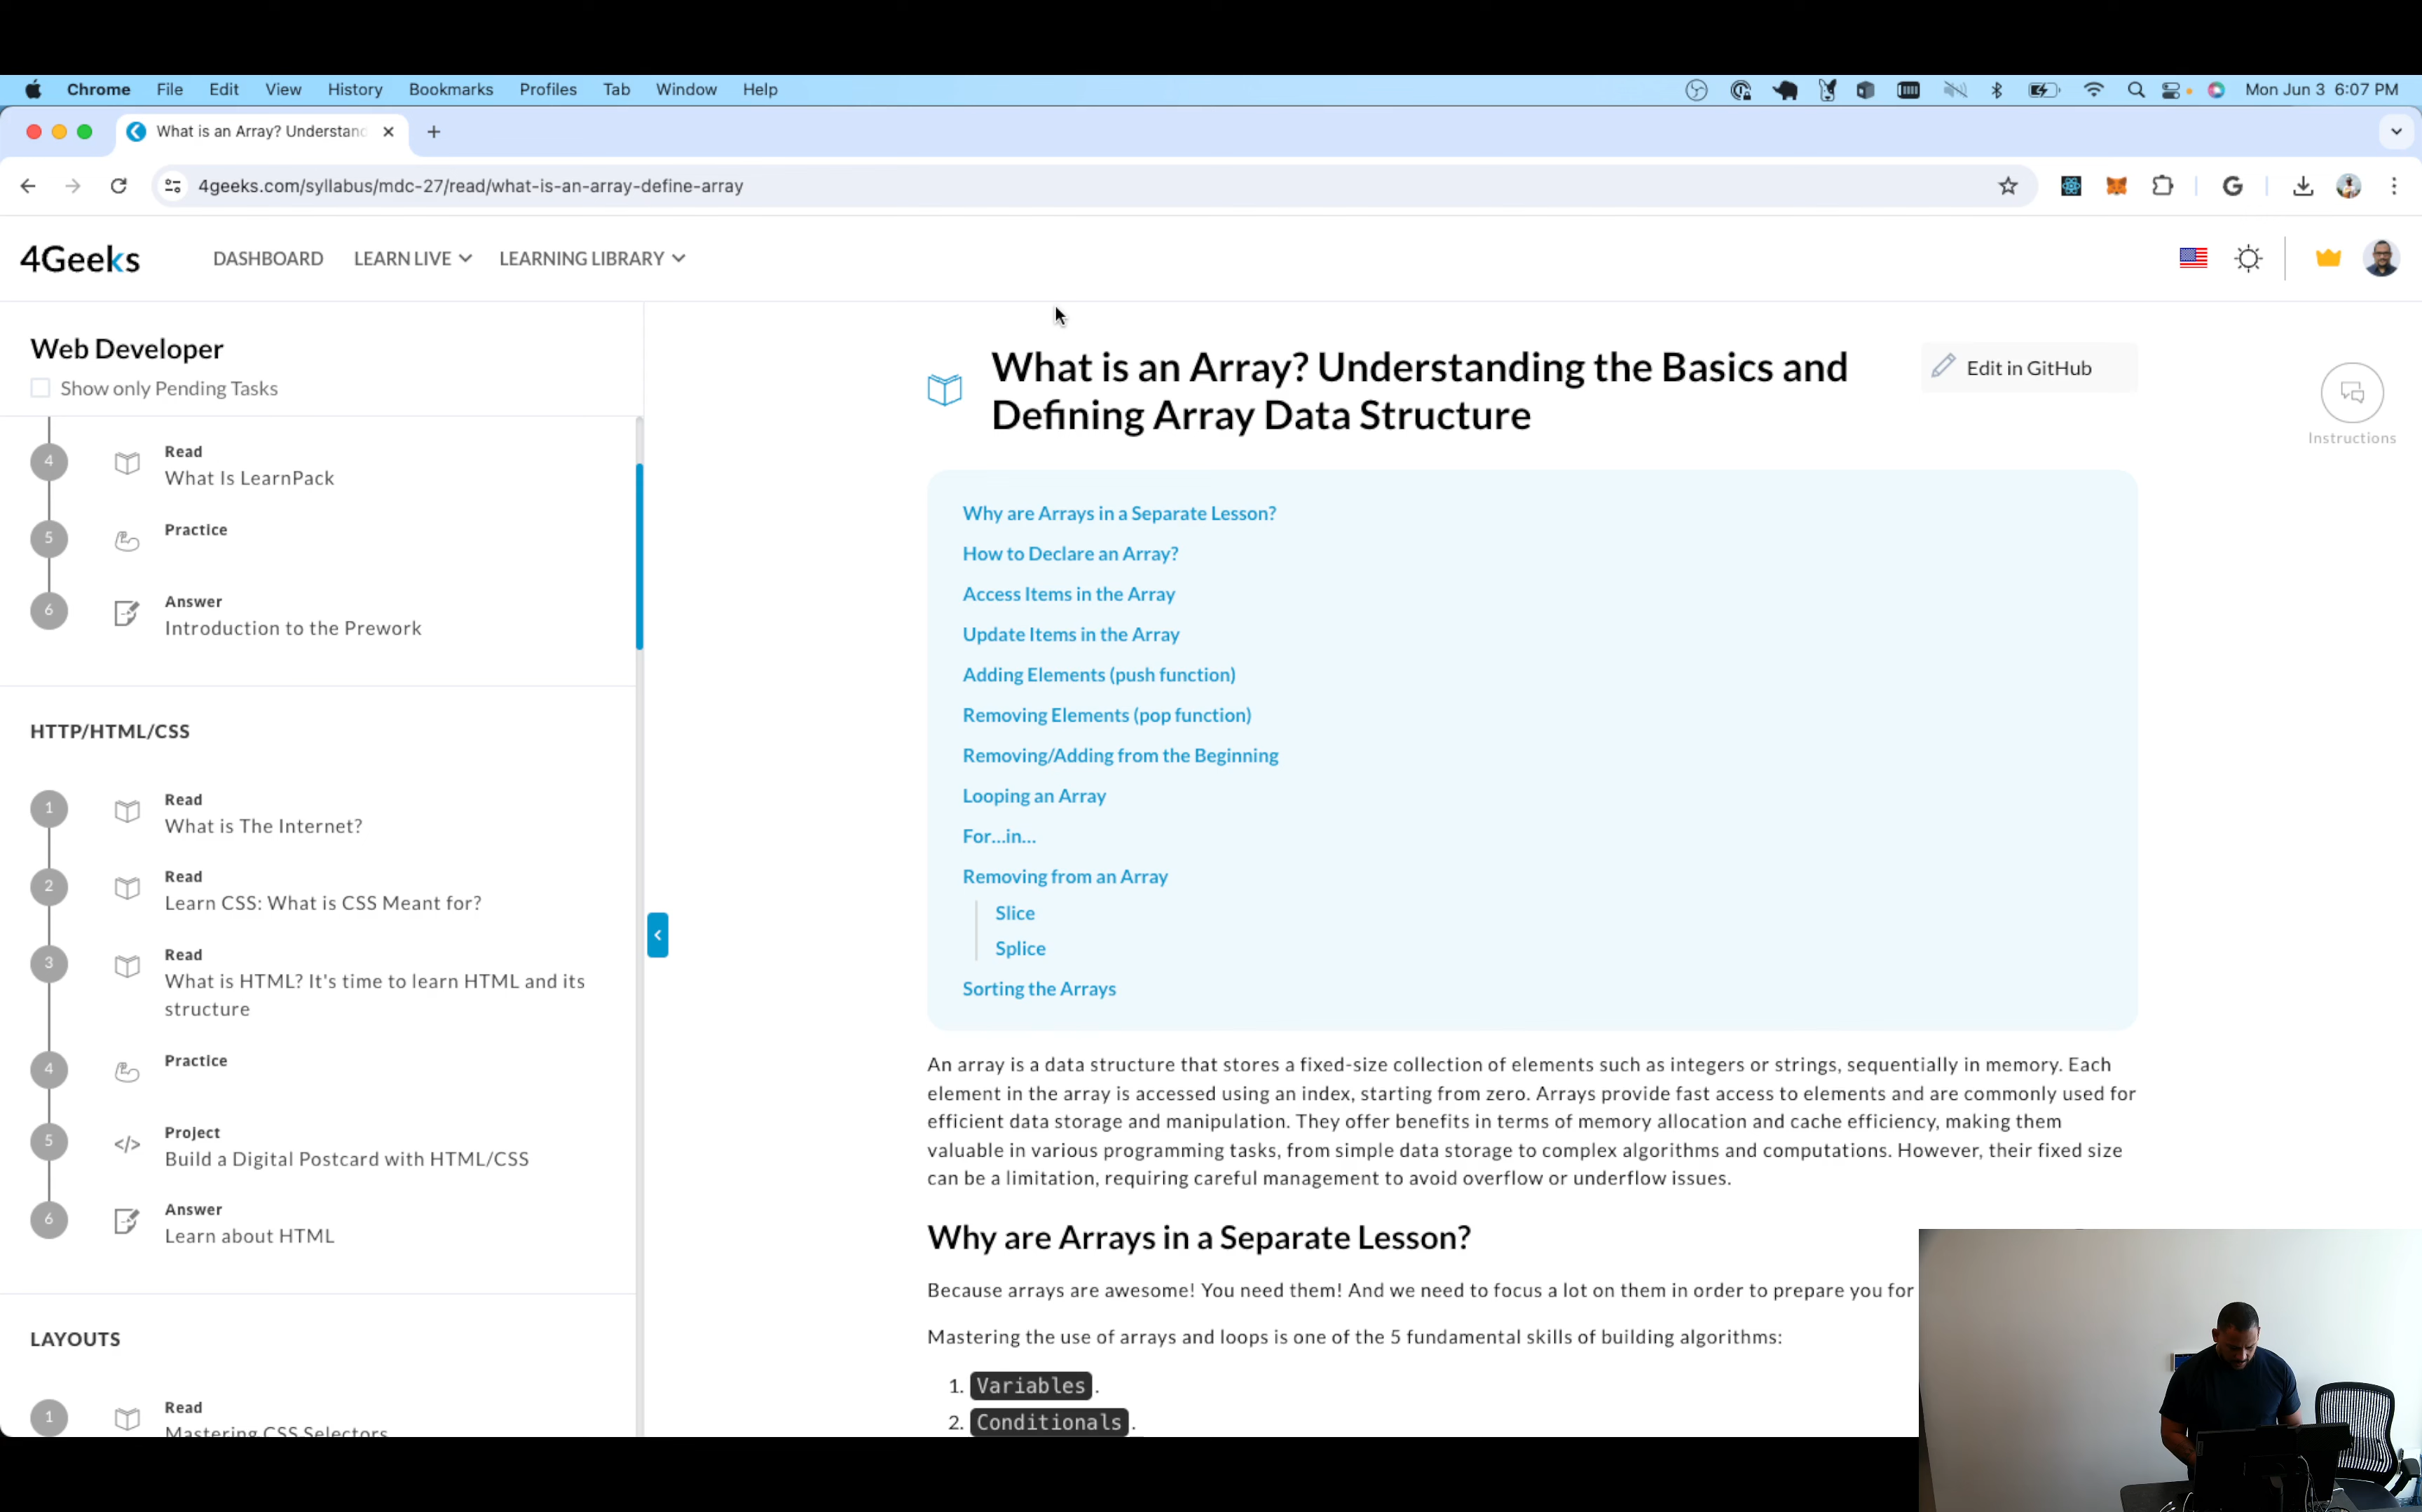 Chrome File Edit View History Bookmarks Profiles Tab Window Help Mon Jun 3 6:07 PM
What is an Array? Understand
4geeks.com/syllabus/mdc-27/read/what-is-an-array-define-array
4Geeks DASHBOARD LEARN LIVE LEARNING LIBRARY
Web Developer
Show only Pending Tasks
4 Read
What Is LearnPack
5 Practice
6 Answer
Introduction to the Prework
HTTP/HTML/CSS
1 Read
What is The Internet?
2 Read
Learn CSS: What is CSS Meant for?
3 Read
What is HTML? It's time to learn HTML and its
structure
4 Practice
5 Project
Build a Digital Postcard with HTML/CSS
6 Answer
Learn about HTML
LAYOUTS
1 Read
Mastering CSS Selectors
What is an Array? Understanding the Basics and
Defining Array Data Structure
Edit in GitHub
Instructions
Why are Arrays in a Separate Lesson?
How to Declare an Array?
Access Items in the Array
Update Items in the Array
Adding Elements (push function)
Removing Elements (pop function)
Removing/Adding from the Beginning
Looping an Array
For...in...
Removing from an Array
Slice
Splice
Sorting the Arrays
An array is a data structure that stores a fixed-size collection of elements such as integers or strings, sequentially in memory. Each
element in the array is accessed using an index, starting from zero. Arrays provide fast access to elements and are commonly used for
efficient data storage and manipulation. They offer benefits in terms of memory allocation and cache efficiency, making them
valuable in various programming tasks, from simple data storage to complex algorithms and computations. However, their fixed size
can be a limitation, requiring careful management to avoid overflow or underflow issues.
Why are Arrays in a Separate Lesson?
Because arrays are awesome! You need them! And we need to focus a lot on them in order to prepare you for
Mastering the use of arrays and loops is one of the 5 fundamental skills of building algorithms:
1. Variables.
2. Conditionals.